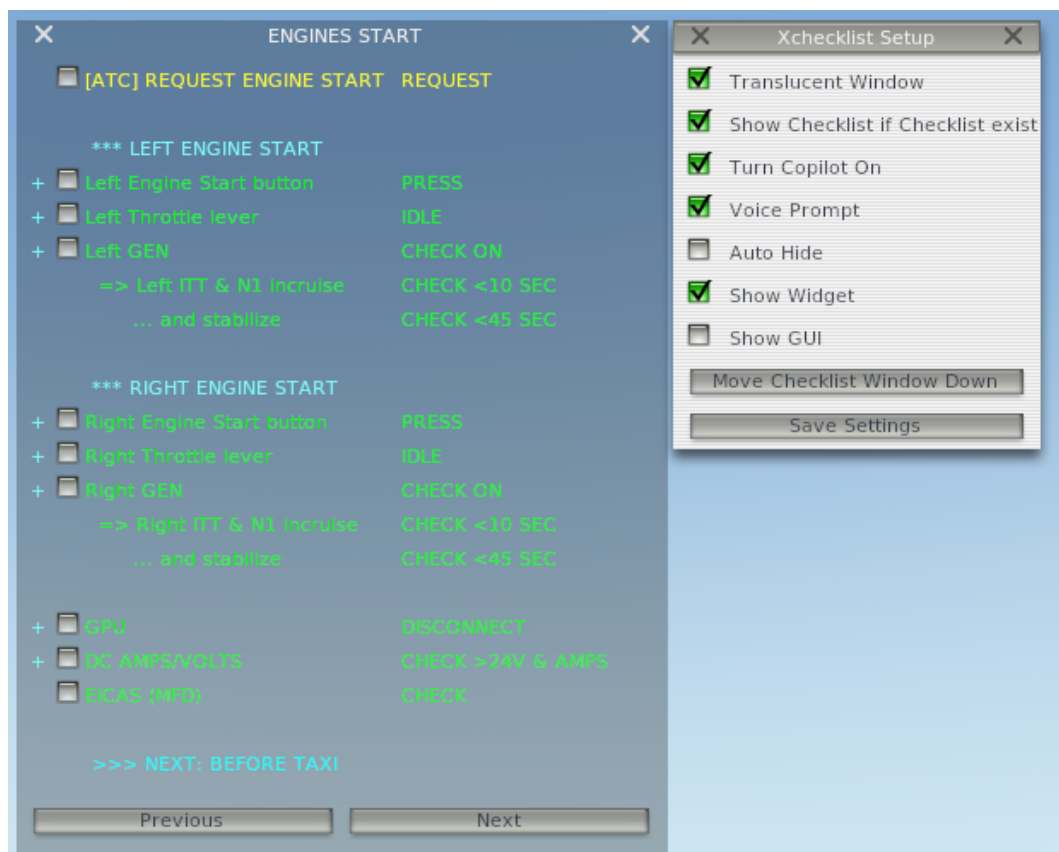 ENGINES START
[ATC] REQUEST ENGINE START REQUEST
*** LEFT ENGINE START
+ Left Engine Start button PRESS
+ Left Throttle lever IDLE
+ Left GEN CHECK ON
=> Left ITT & N1 incruise CHECK <10 SEC
... and stabilize CHECK <45 SEC
*** RIGHT ENGINE START
+ Right Engine Start button PRESS
+ Right Throttle lever IDLE
+ Right GEN CHECK ON
=> Right ITT & N1 incruise CHECK <10 SEC
... and stabilize CHECK <45 SEC
+ GPU DISCONNECT
+ DC AMPS/VOLTS CHECK >24V & AMPS
EICAS (MFD) CHECK
>>> NEXT: BEFORE TAXI
Previous Next
Xchecklist Setup
Translucent Window
Show Checklist if Checklist exist
Turn Copilot On
Voice Prompt
Auto Hide
Show Widget
Show GUI
Move Checklist Window Down
Save Settings